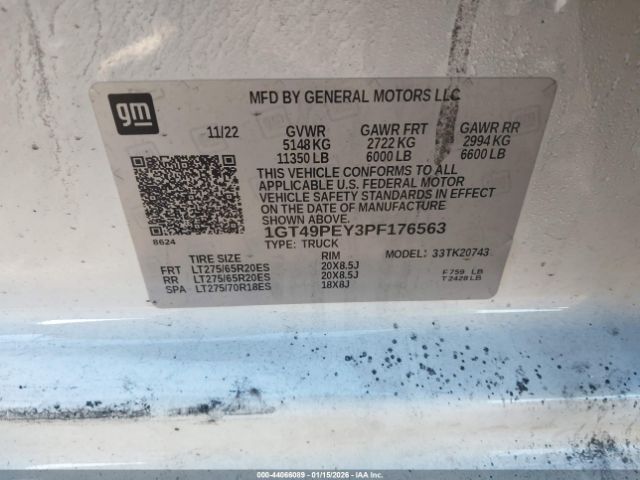 gm
MFD BY GENERAL MOTORS LLC
11/22 GVWR GAWR FRT GAWR RR
5148 KG 2722 KG 2994 KG
11350 LB 6000 LB 6600 LB
THIS VEHICLE CONFORMS TO ALL
APPLICABLE U.S. FEDERAL MOTOR
VEHICLE SAFETY STANDARDS IN EFFECT
ON THE DATE OF MANUFACTURE
SHOWN ABOVE.
8624 1GT49PEY3PF176563
TYPE: TRUCK MODEL: 33TK20743
TIRE SIZE RIM
FRT LT275/65R20ES 20X8.5J F 759 LB
RR LT275/65R20ES 20X8.5J T 2428 LB
SPA LT275/70R18ES 18X8J
000-44066089 - 01/15/2026 - IAA Inc.